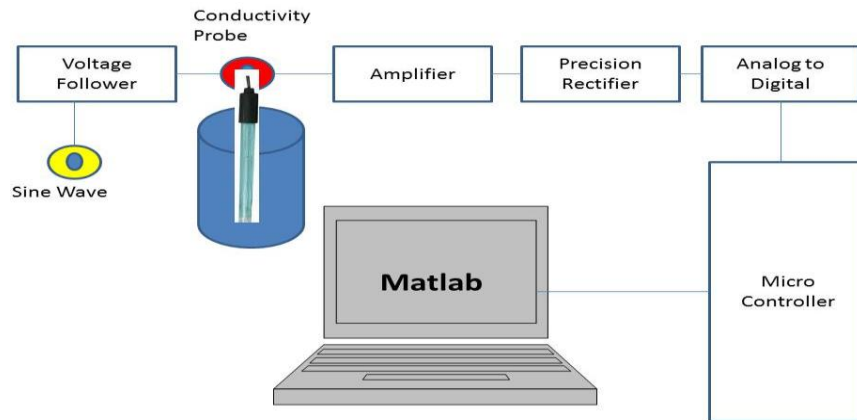 Conductivity
Probe
Voltage
Follower
Amplifier
Precision
Rectifier
Analog to
Digital
Sine Wave
Matlab
Micro
Controller